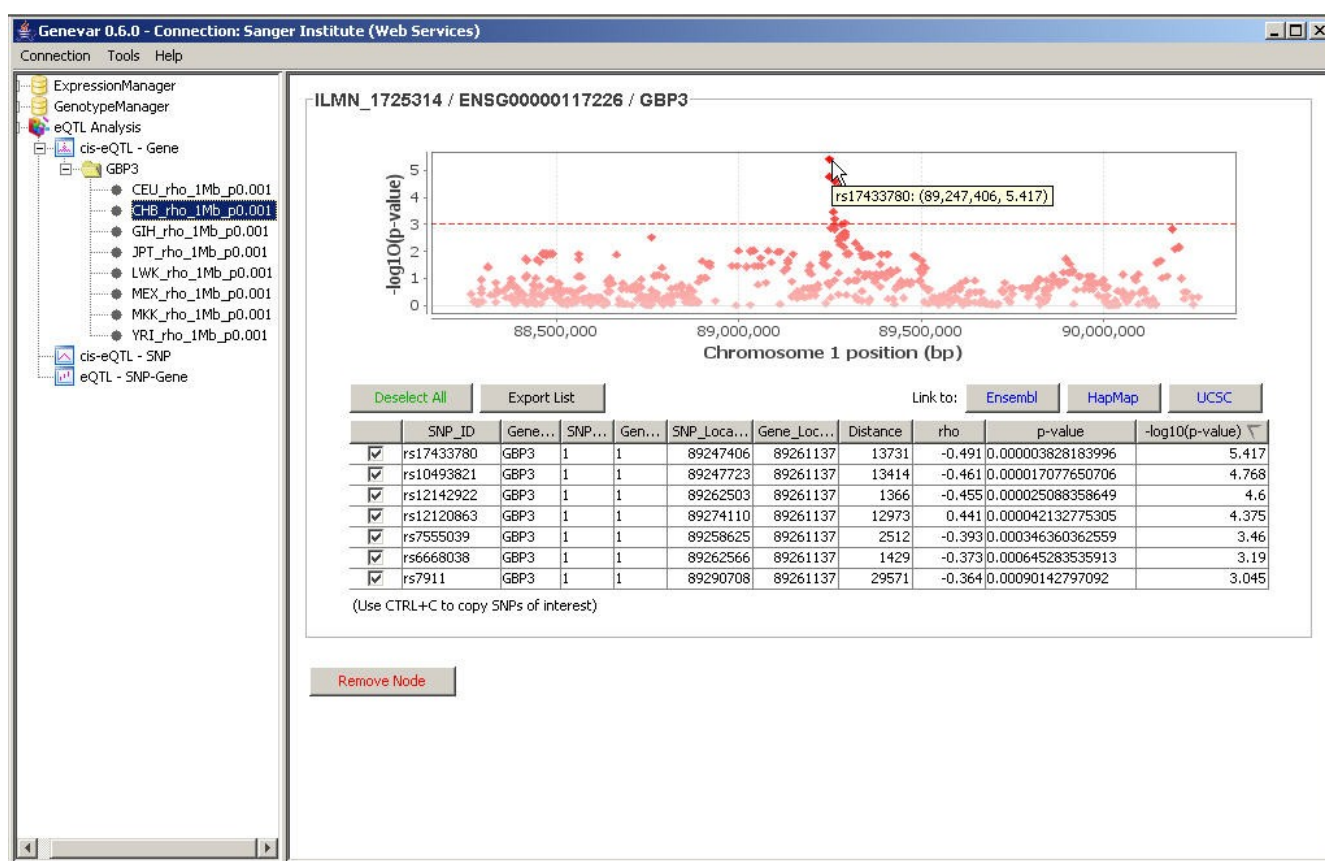 Genevar 0.6.0 - Connection: Sanger Institute (Web Services)
Connection Tools Help
ExpressionManager
GenotypeManager
eQTL Analysis
cis-eQTL - Gene
GBP3
CEU_rho_1Mb_p0.001
CHB_rho_1Mb_p0.001
GIH_rho_1Mb_p0.001
JPT_rho_1Mb_p0.001
LWK_rho_1Mb_p0.001
MEX_rho_1Mb_p0.001
MKK_rho_1Mb_p0.001
YRI_rho_1Mb_p0.001
cis-eQTL - SNP
eQTL - SNP-Gene
ILMN_1725314 / ENSG00000117226 / GBP3
-log10(p-value)
5
4
3
2
1
0
rs17433780: (89,247,406, 5.417)
88,500,000 89,000,000 89,500,000 90,000,000
Chromosome 1 position (bp)
Deselect All Export List Link to: Ensembl HapMap UCSC
SNP_ID Gene... SNP... Gen... SNP_Loca... Gene_Loc... Distance rho p-value -log10(p-value)
rs17433780 GBP3 1 1 89247406 89261137 13731 -0.491 0.000003828183996 5.417
rs10493821 GBP3 1 1 89247723 89261137 13414 -0.461 0.000017077650706 4.768
rs12142922 GBP3 1 1 89262503 89261137 1366 -0.455 0.000025088358649 4.6
rs12120863 GBP3 1 1 89274110 89261137 12973 0.441 0.000042132775305 4.375
rs7555039 GBP3 1 1 89258625 89261137 2512 -0.393 0.000346360362559 3.46
rs6668038 GBP3 1 1 89262566 89261137 1429 -0.373 0.000645283535913 3.19
rs7911 GBP3 1 1 89290708 89261137 29571 -0.364 0.00090142797092 3.045
(Use CTRL+C to copy SNPs of interest)
Remove Node